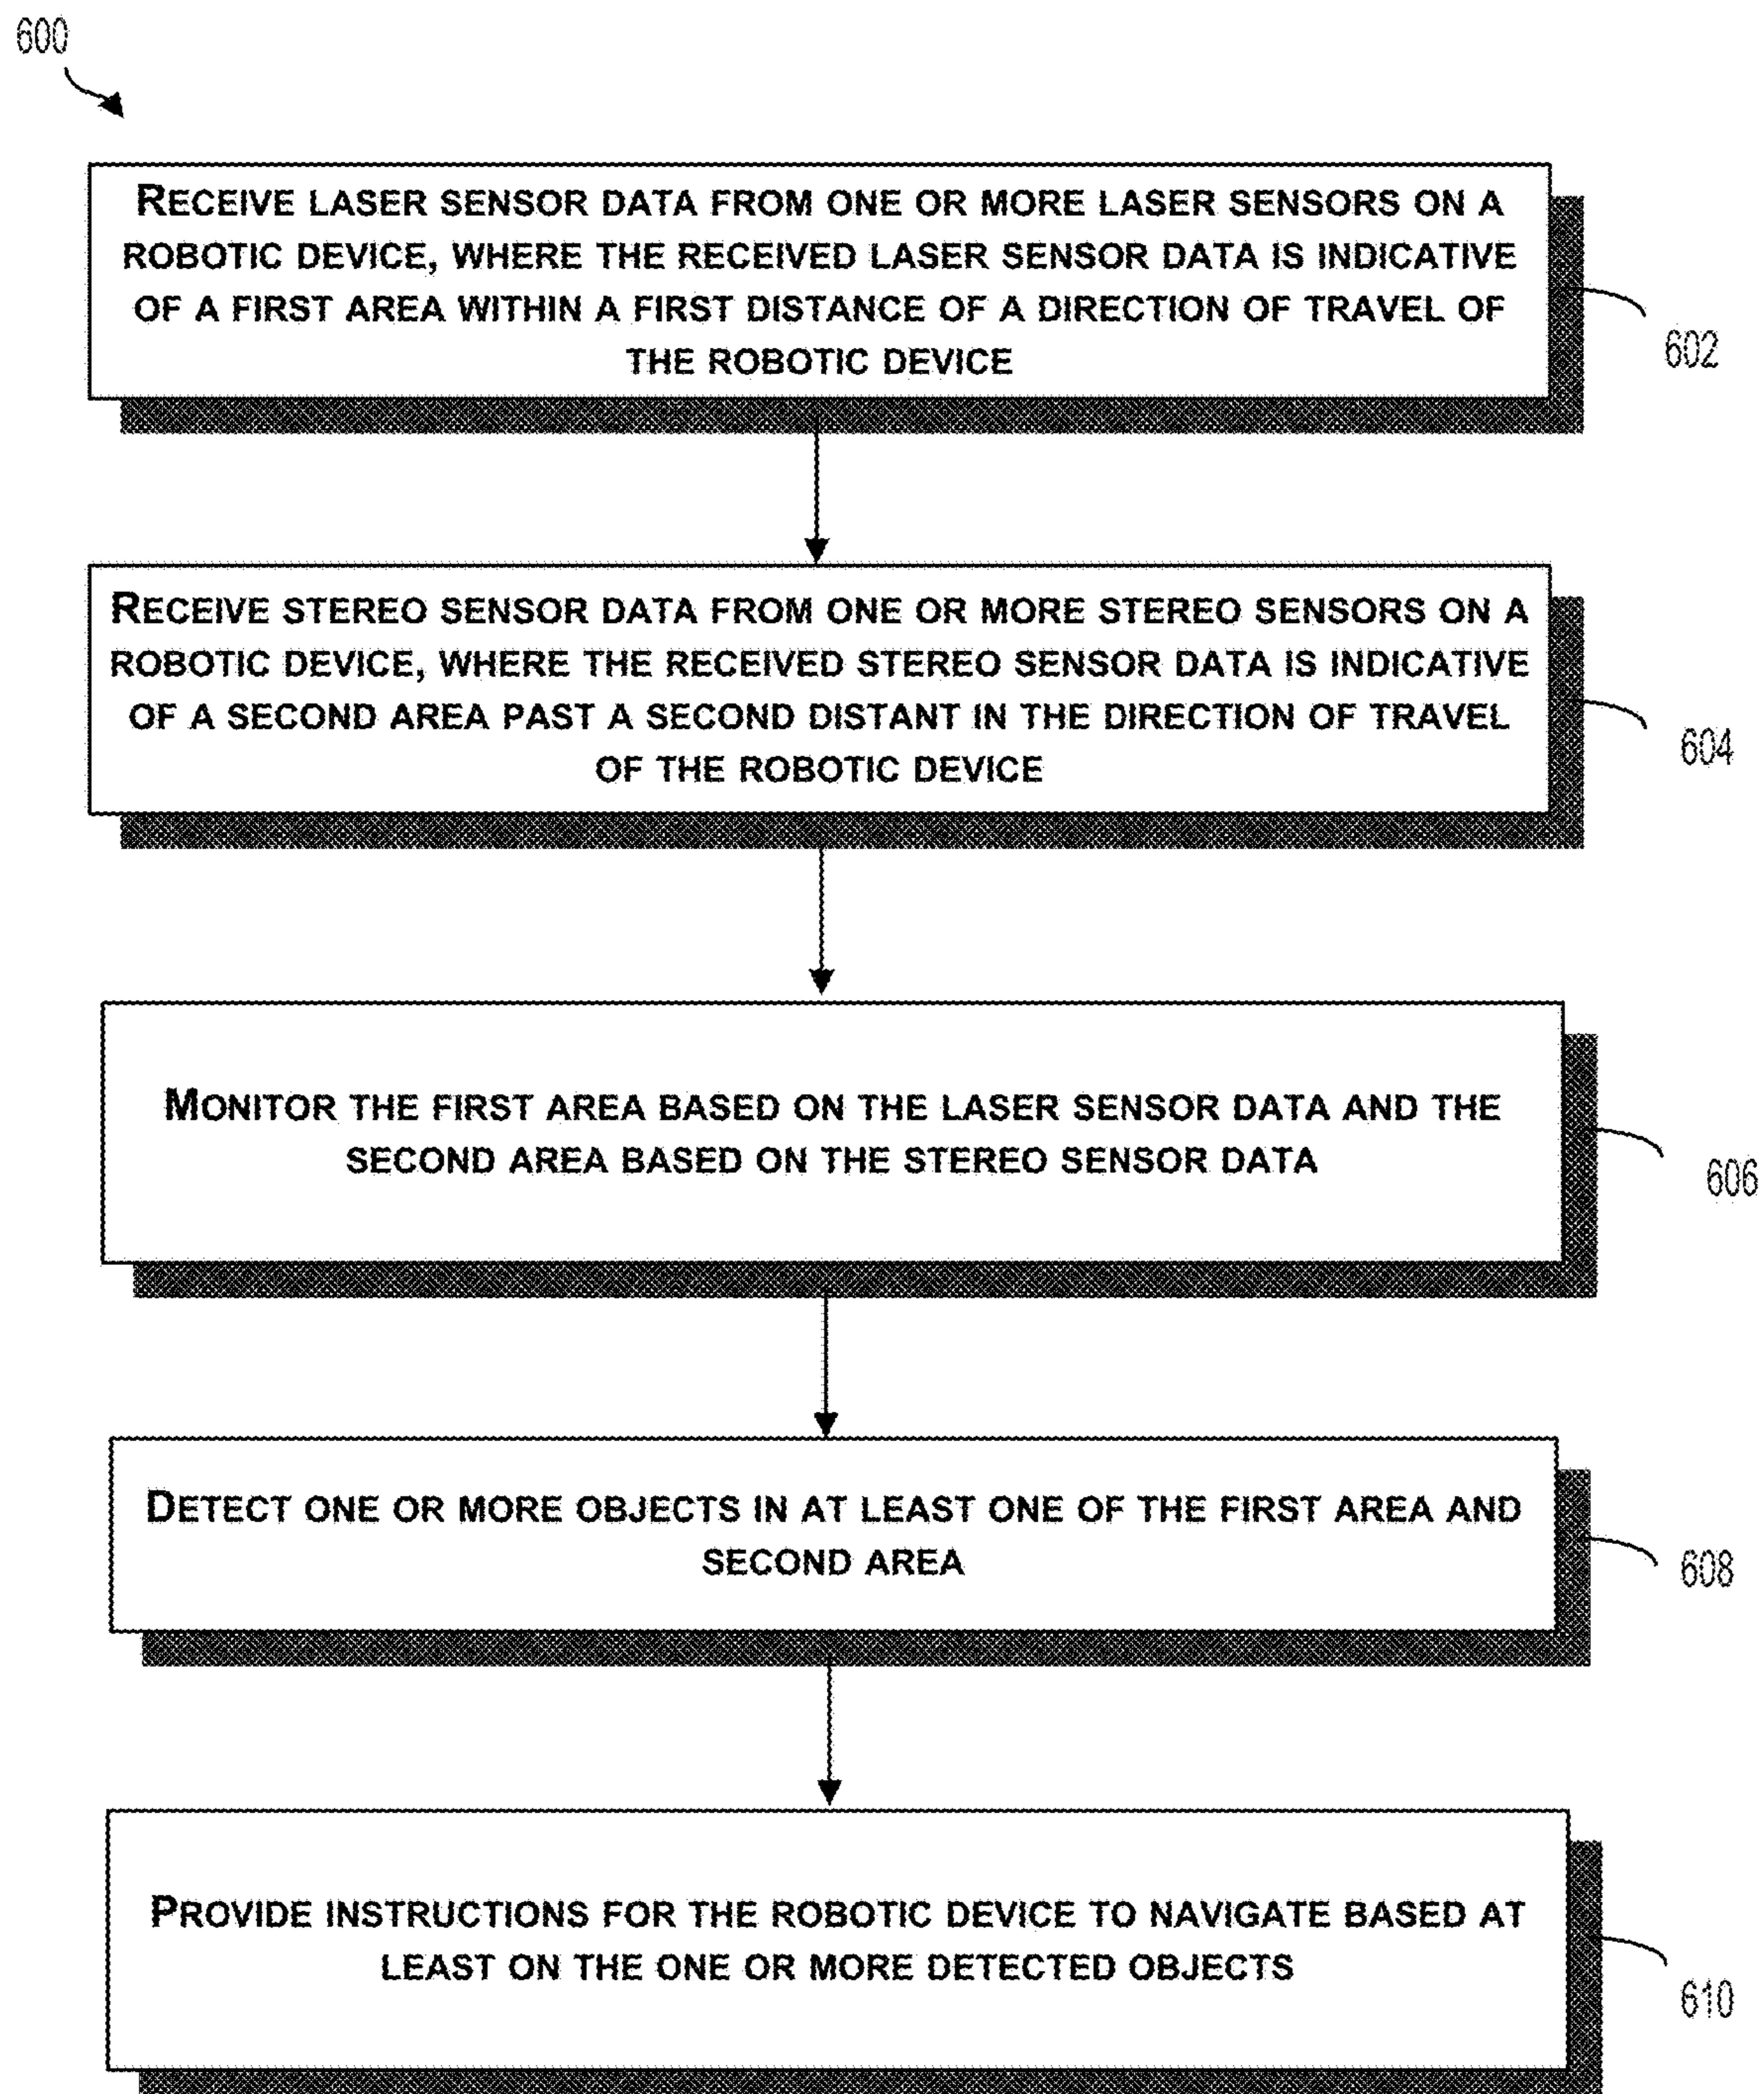 600
RECEIVE LASER SENSOR DATA FROM ONE OR MORE LASER SENSORS ON A
ROBOTIC DEVICE, WHERE THE RECEIVED LASER SENSOR DATA IS INDICATIVE
OF A FIRST AREA WITHIN A FIRST DISTANCE OF A DIRECTION OF TRAVEL OF
THE ROBOTIC DEVICE
602
RECEIVE STEREO SENSOR DATA FROM ONE OR MORE STEREO SENSORS ON A
ROBOTIC DEVICE, WHERE THE RECEIVED STEREO SENSOR DATA IS INDICATIVE
OF A SECOND AREA PAST A SECOND DISTANT IN THE DIRECTION OF TRAVEL
OF THE ROBOTIC DEVICE
604
MONITOR THE FIRST AREA BASED ON THE LASER SENSOR DATA AND THE
SECOND AREA BASED ON THE STEREO SENSOR DATA
606
DETECT ONE OR MORE OBJECTS IN AT LEAST ONE OF THE FIRST AREA AND
SECOND AREA
608
PROVIDE INSTRUCTIONS FOR THE ROBOTIC DEVICE TO NAVIGATE BASED AT
LEAST ON THE ONE OR MORE DETECTED OBJECTS
610